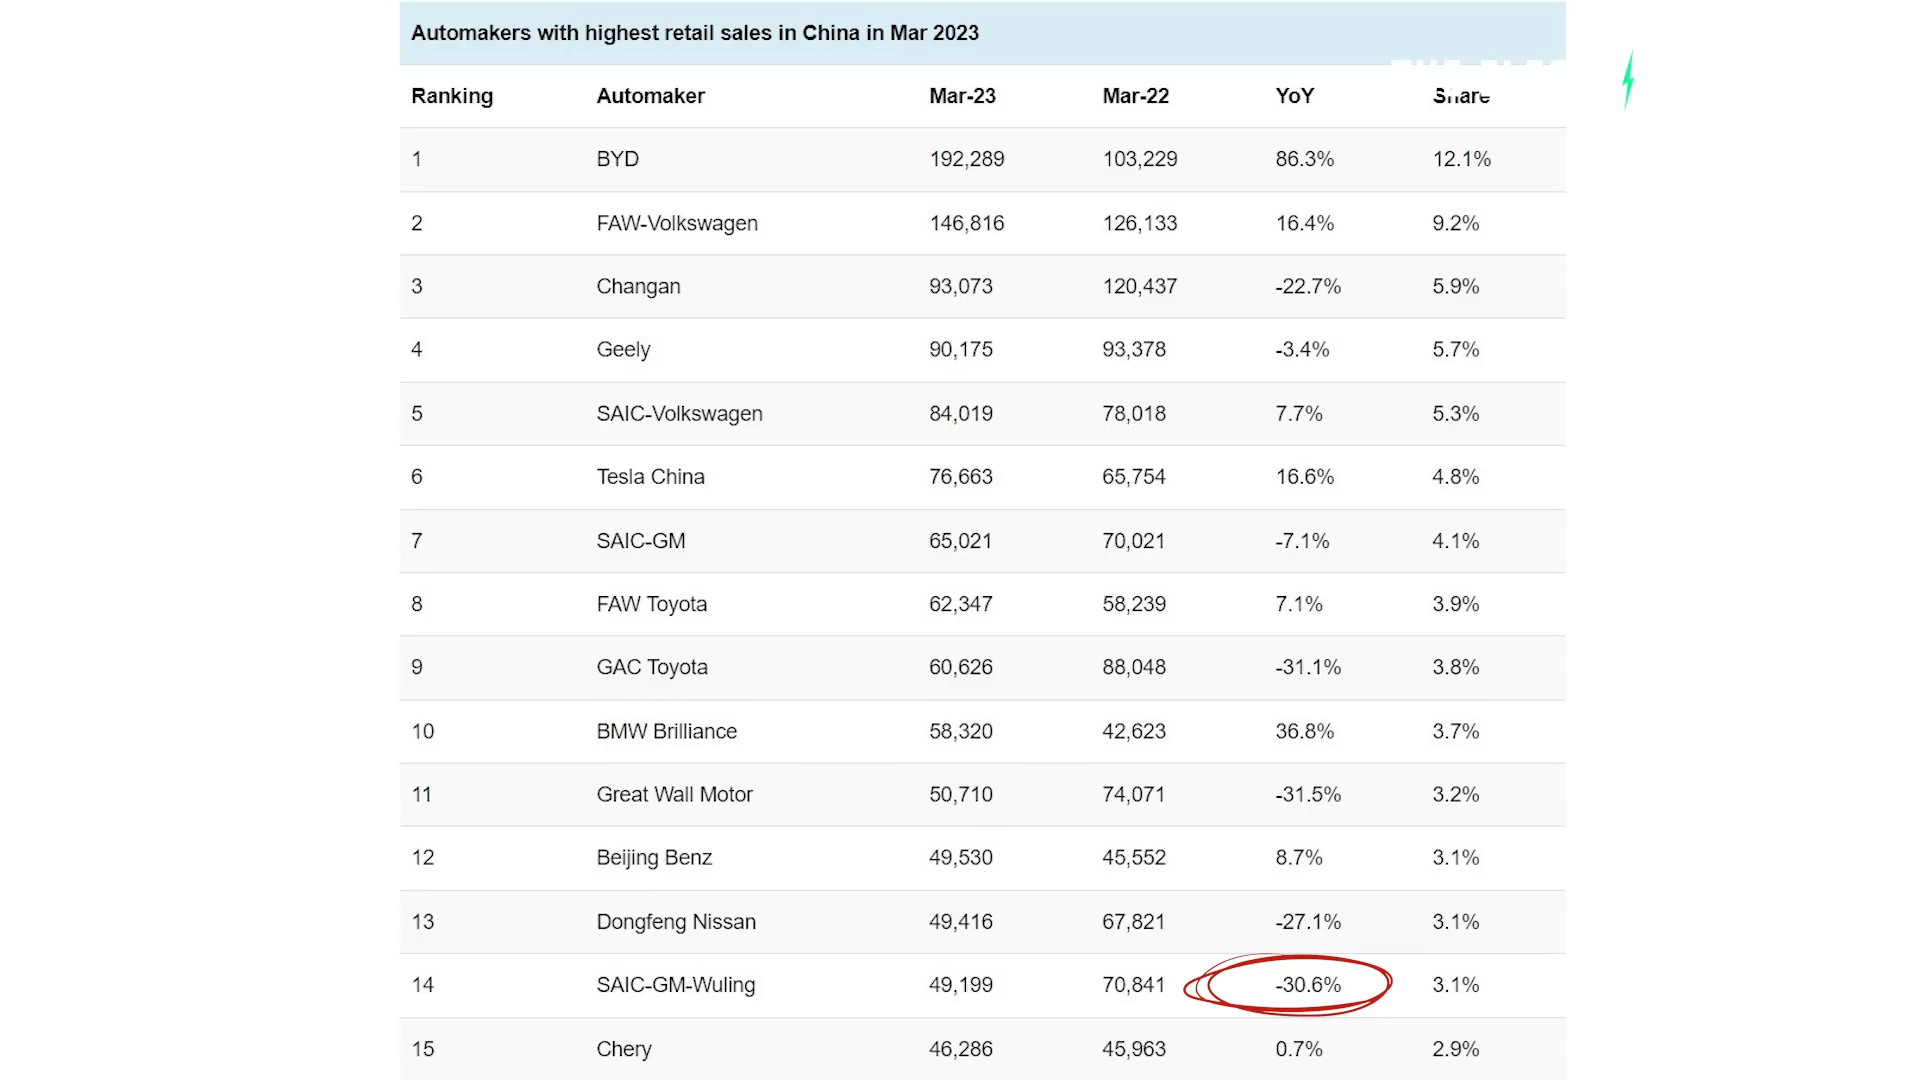 Automakers with highest retail sales in China in Mar 2023
Ranking Automaker Mar-23 Mar-22 YoY Share
1 BYD 192,289 103,229 86.3% 12.1%
2 FAW-Volkswagen 146,816 126,133 16.4% 9.2%
3 Changan 93,073 120,437 -22.7% 5.9%
4 Geely 90,175 93,378 -3.4% 5.7%
5 SAIC-Volkswagen 84,019 78,018 7.7% 5.3%
6 Tesla China 76,663 65,754 16.6% 4.8%
7 SAIC-GM 65,021 70,021 -7.1% 4.1%
8 FAW Toyota 62,347 58,239 7.1% 3.9%
9 GAC Toyota 60,626 88,048 -31.1% 3.8%
10 BMW Brilliance 58,320 42,623 36.8% 3.7%
11 Great Wall Motor 50,710 74,071 -31.5% 3.2%
12 Beijing Benz 49,530 45,552 8.7% 3.1%
13 Dongfeng Nissan 49,416 67,821 -27.1% 3.1%
14 SAIC-GM-Wuling 49,199 70,841 -30.6% 3.1%
15 Chery 46,286 45,963 0.7% 2.9%